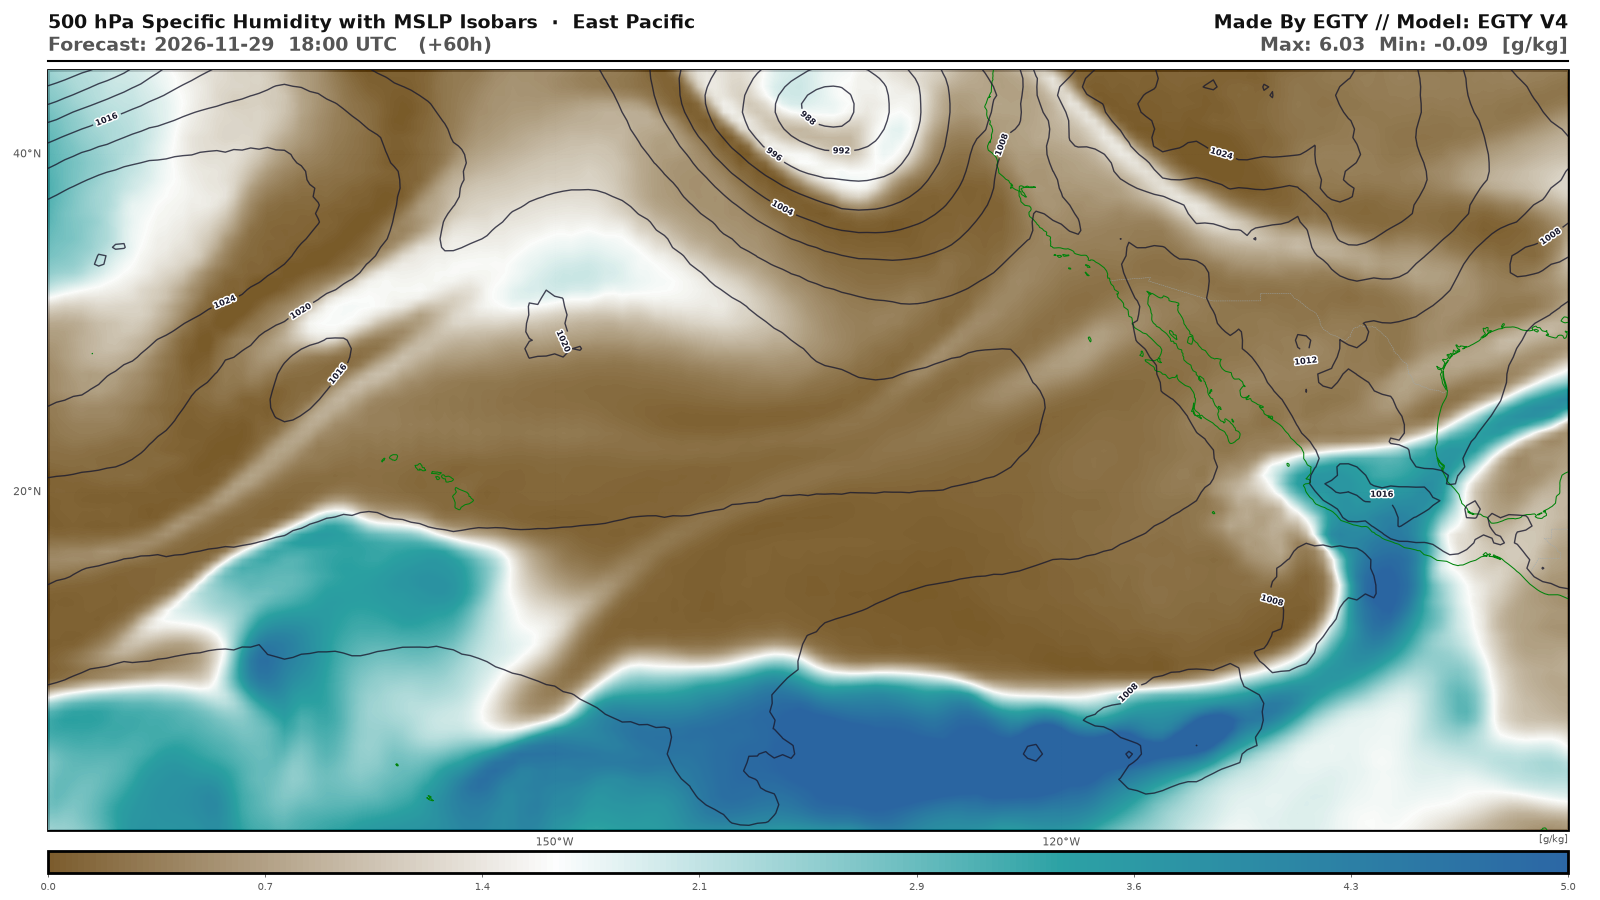 500 hPa Specific Humidity with MSLP Isobars · East Pacific
Made By EGTY // Model: EGTY V4
Forecast: 2026-11-29 18:00 UTC (+60h)
Max: 6.03 Min: -0.09 [g/kg]
988
1016
1008
992
40°N
996
1024
1004
1008
1024
1020
1020
1012
1016
20°N
1016
1008
1008
150°W
120°W
[g/kg]
0.0 0.7 1.4 2.1 2.9 3.6 4.3 5.0